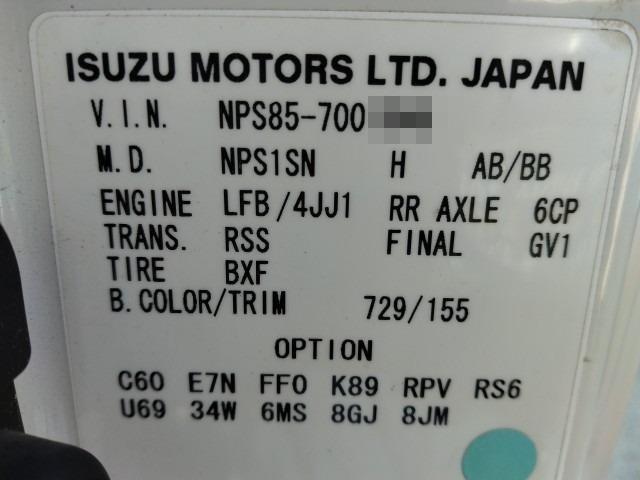 ISUZU MOTORS LTD. JAPAN
V.I.N. NPS85-700
M.D. NPS1SN H AB/BB
ENGINE LFB/4JJ1 RR AXLE 6CP
TRANS. RSS FINAL GV1
TIRE BXF
B.COLOR/TRIM 729/155
OPTION
C60 E7N FFO K89 RPV RS6
U69 34W 6MS 8GJ 8JM